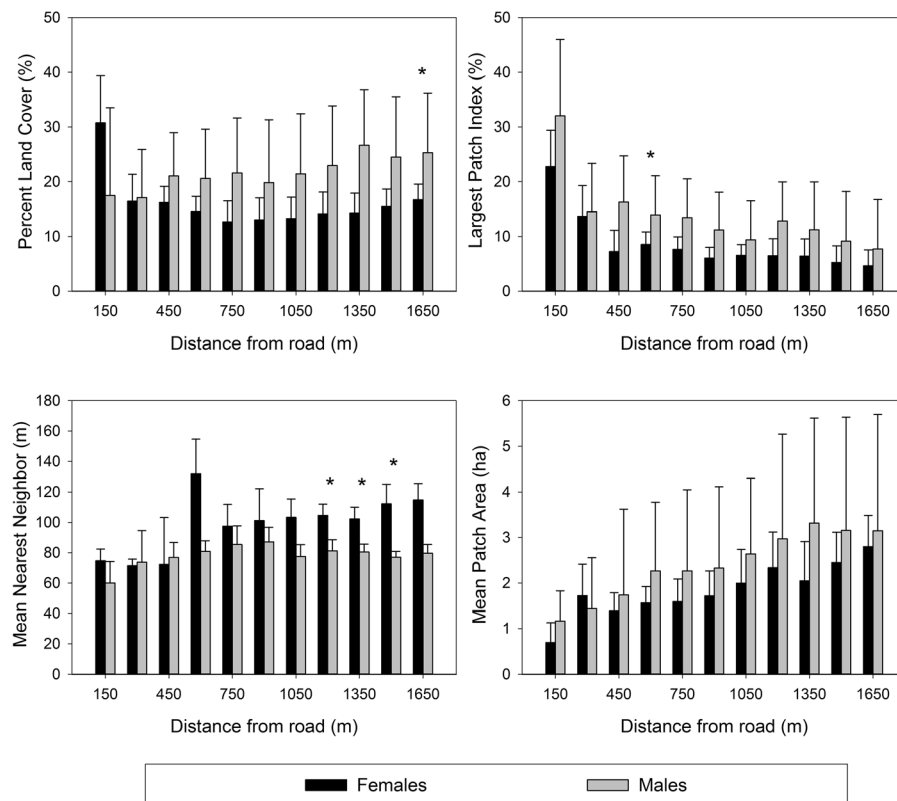 50
40
30
20
10
0
Percent Land Cover (%)
*
150 450 750 1050 1350 1650
Distance from road (m)
50
40
30
20
10
0
Largest Patch Index (%)
*
150 450 750 1050 1350 1650
Distance from road (m)
180
160
140
120
100
80
60
40
20
0
Mean Nearest Neighbor (m)
* * *
150 450 750 1050 1350 1650
Distance from road (m)
6
5
4
3
2
1
0
Mean Patch Area (ha)
150 450 750 1050 1350 1650
Distance from road (m)
Females Males